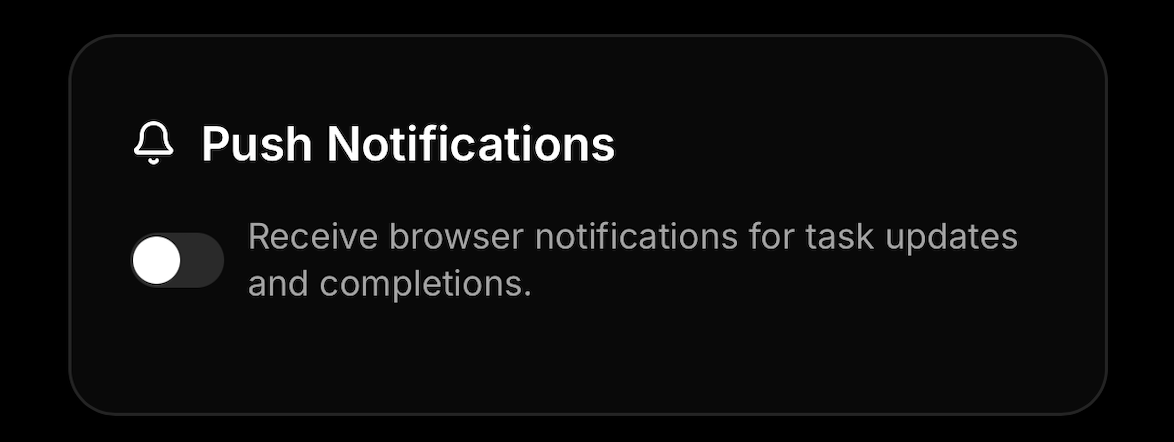 Push Notifications
Receive browser notifications for task updates
and completions.